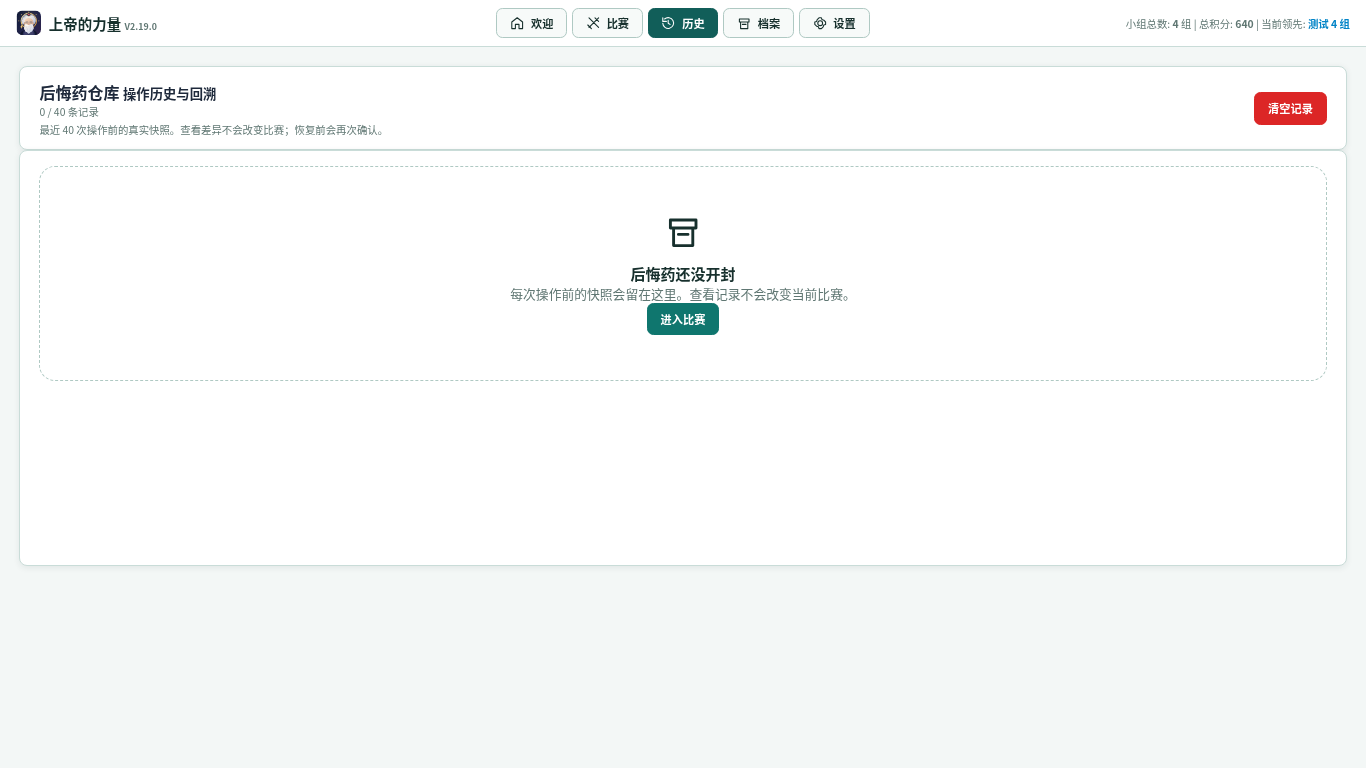 上帝的力量 V2.19.0
欢迎
比赛
历史
档案
设置
小组总数: 4 组 | 总积分: 640 | 当前领先: 测试 4 组
后悔药仓库 操作历史与回溯
0 / 40 条记录
最近 40 次操作前的真实快照。查看差异不会改变比赛；恢复前会再次确认。
清空记录
后悔药还没开封
每次操作前的快照会留在这里。查看记录不会改变当前比赛。
进入比赛